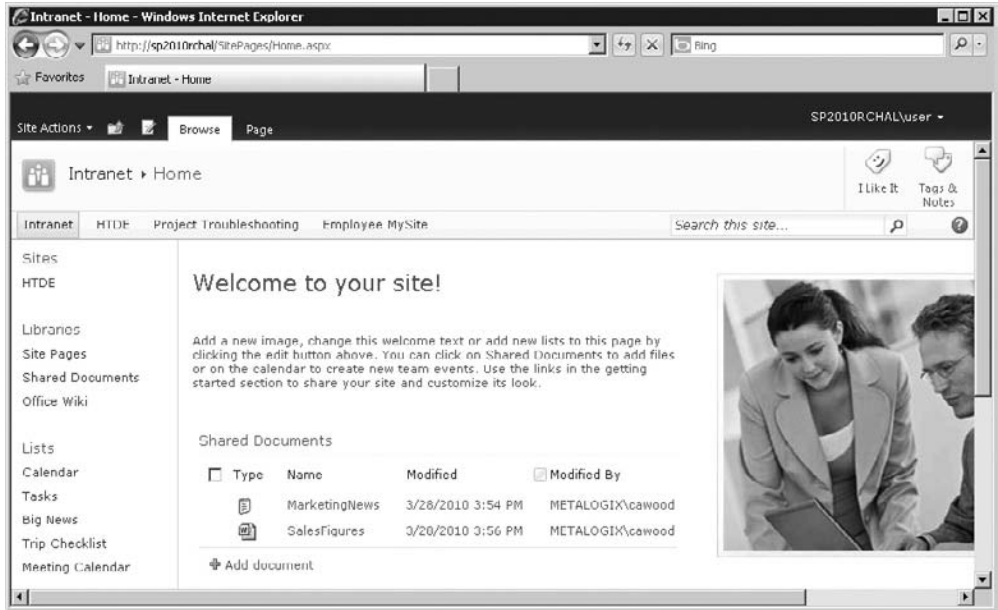 Intranet - Home - Windows Internet Explorer
http://sp2010rchal/SitePages/Home.aspx
Bing
Favorites
Intranet - Home
Site Actions
Browse
Page
SP2010RCHAL\user
Intranet ▸ Home
I Like It
Tags &
Notes
Intranet
HTDE
Project Troubleshooting
Employee MySite
Search this site...
Sites
HTDE
Libraries
Site Pages
Shared Documents
Office Wiki
Lists
Calendar
Tasks
Big News
Trip Checklist
Meeting Calendar
Welcome to your site!
Add a new image, change this welcome text or add new lists to this page by
clicking the edit button above. You can click on Shared Documents to add files
or on the calendar to create new team events. Use the links in the getting
started section to share your site and customize its look.
Shared Documents
Type Name Modified Modified By
MarketingNews 3/28/2010 3:54 PM METALOGIX\cawood
SalesFigures 3/28/2010 3:56 PM METALOGIX\cawood
Add document